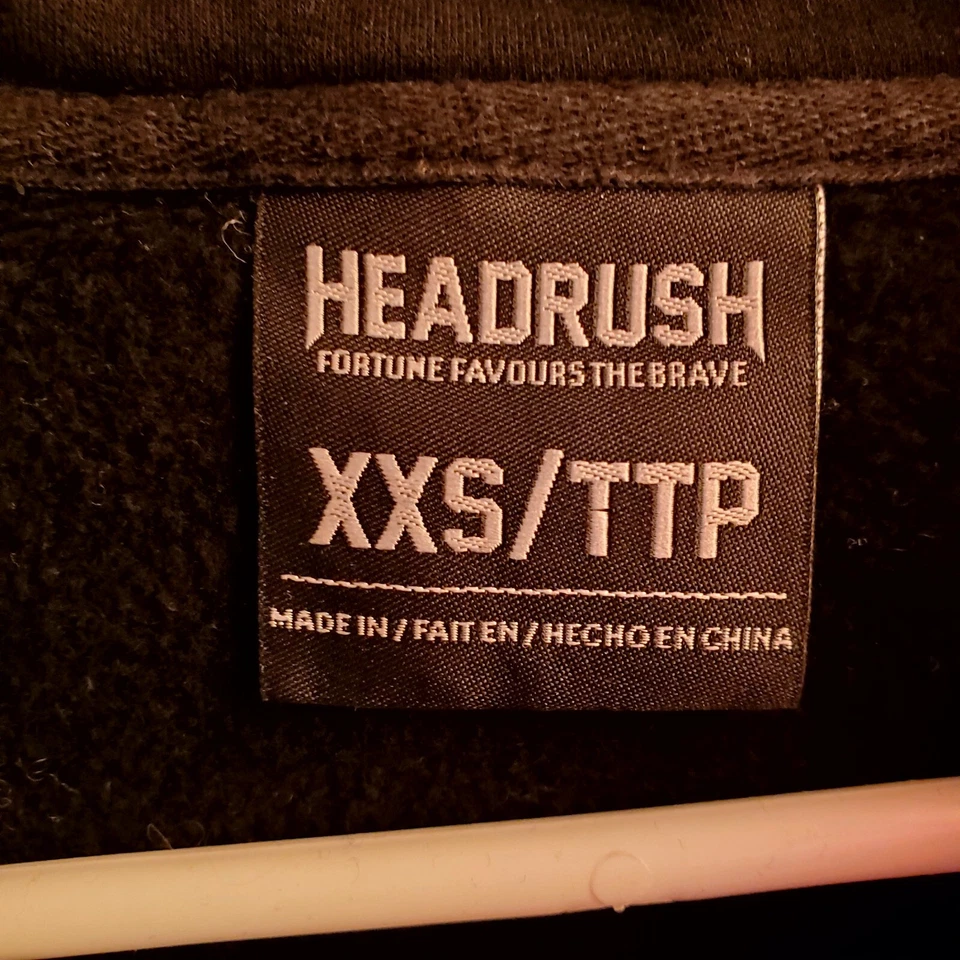 HEADRUSH
FORTUNE FAVOURS THE BRAVE
XXS/TTP
MADE IN/FAIT EN/HECHO EN CHINA